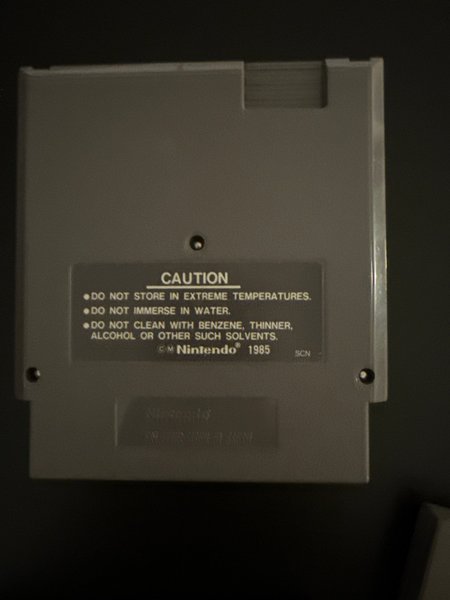 CAUTION
•DO NOT STORE IN EXTREME TEMPERATURES.
•DO NOT IMMERSE IN WATER.
•DO NOT CLEAN WITH BENZENE, THINNER,
ALCOHOL OR OTHER SUCH SOLVENTS.
©Ⓜ Nintendo® 1985 SCN
Nintendo